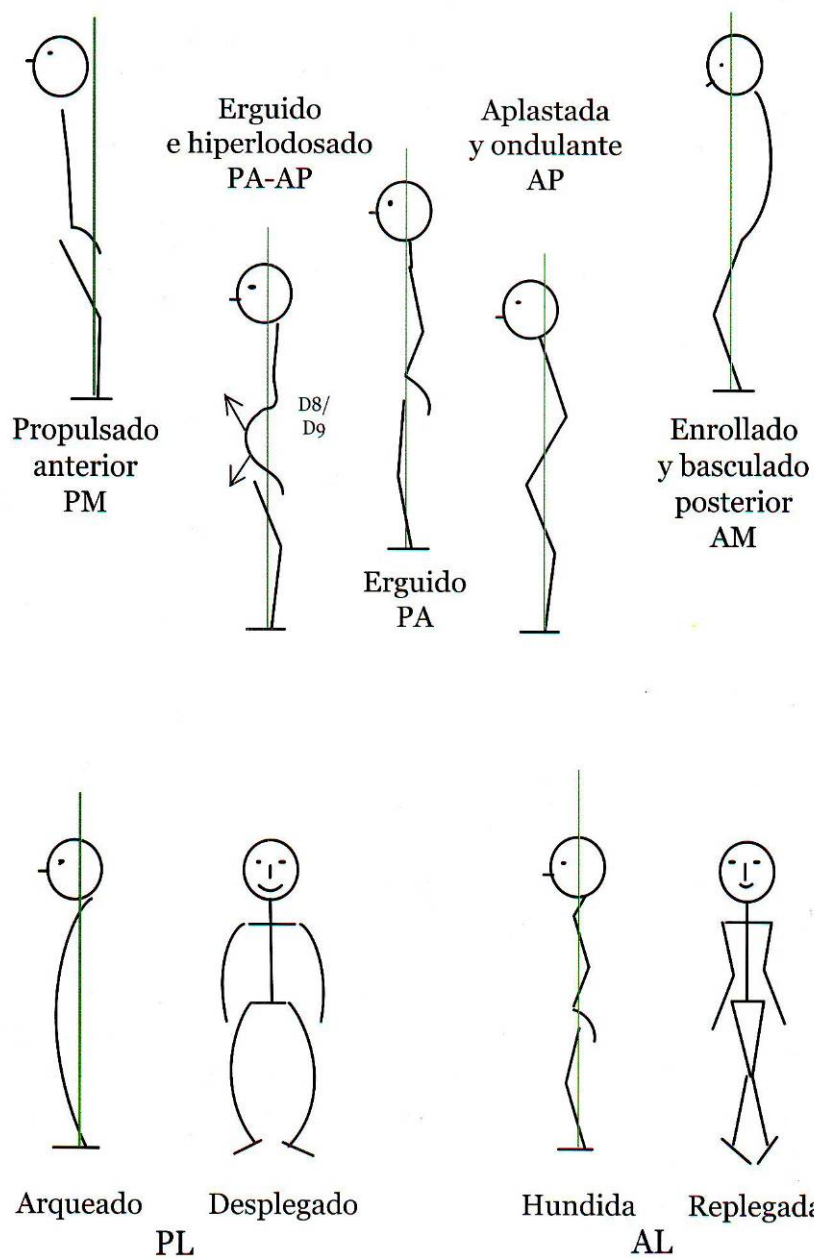 Erguido
e hiperlodosado
PA-AP
Aplastada
y ondulante
AP
D8/
D9
Propulsado
anterior
PM
Enrollado
y basculado
posterior
AM
Erguido
PA
Arqueado
Desplegado
PL
Hundida
Replegada
AL